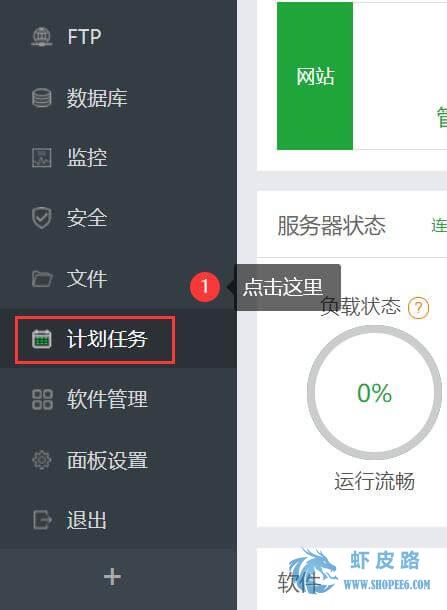 FTP
数据库
监控
安全
文件
计划任务
软件管理
面板设置
退出
+
网站
管
服务器状态
连
1
点击这里
负载状态 ?
0%
运行流畅
软件
虾皮路
WWW.SHOPEE6.COM